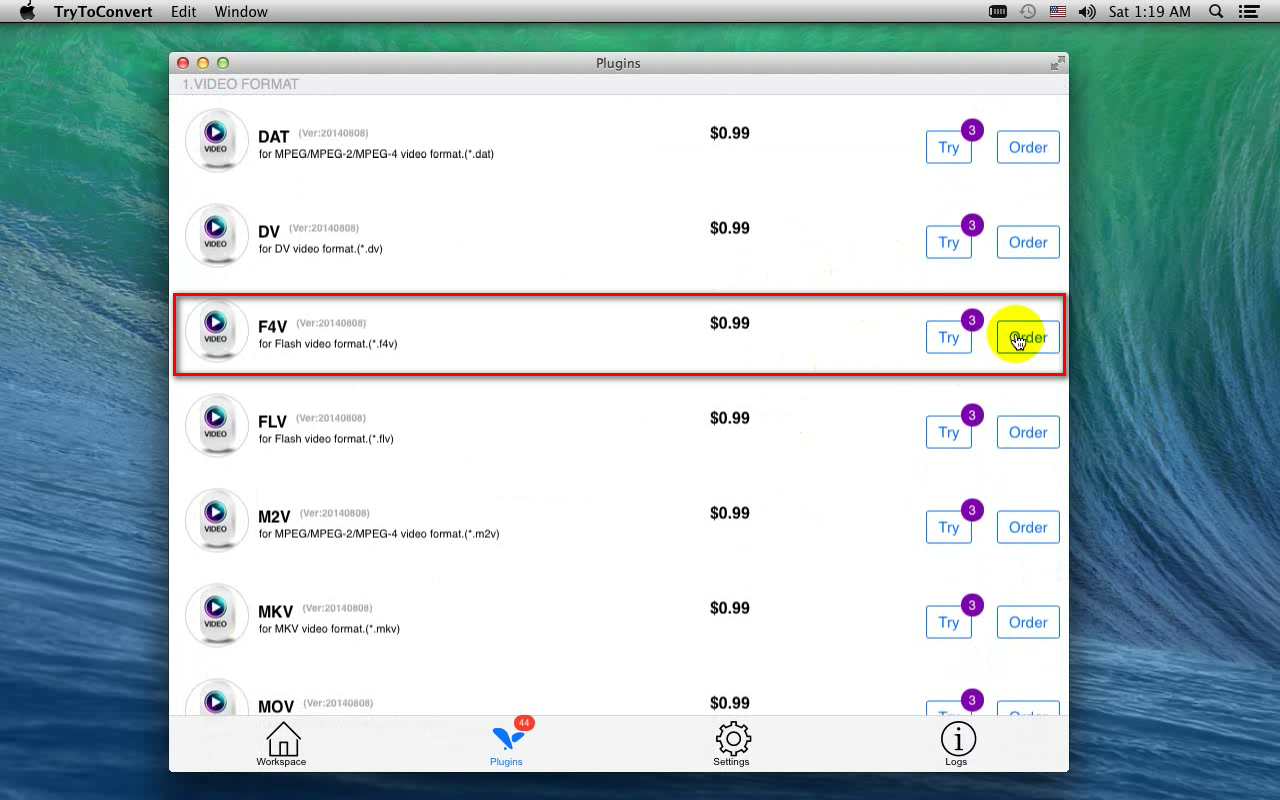 TryToConvert Edit Window Sat 1:19 AM
Plugins
1.VIDEO FORMAT
VIDEO DAT (Ver:20140808) $0.99 Try 3 Order
for MPEG/MPEG-2/MPEG-4 video format.(*.dat)
VIDEO DV (Ver:20140808) $0.99 Try 3 Order
for DV video format.(*.dv)
VIDEO F4V (Ver:20140808) $0.99 Try 3 Order
for Flash video format.(*.f4v)
VIDEO FLV (Ver:20140808) $0.99 Try 3 Order
for Flash video format.(*.flv)
VIDEO M2V (Ver:20140808) $0.99 Try 3 Order
for MPEG/MPEG-2/MPEG-4 video format.(*.m2v)
VIDEO MKV (Ver:20140808) $0.99 Try 3 Order
for MKV video format.(*.mkv)
MOV (Ver:20140808) $0.99 Try 3 Order
44
Workspace Plugins Settings Logs